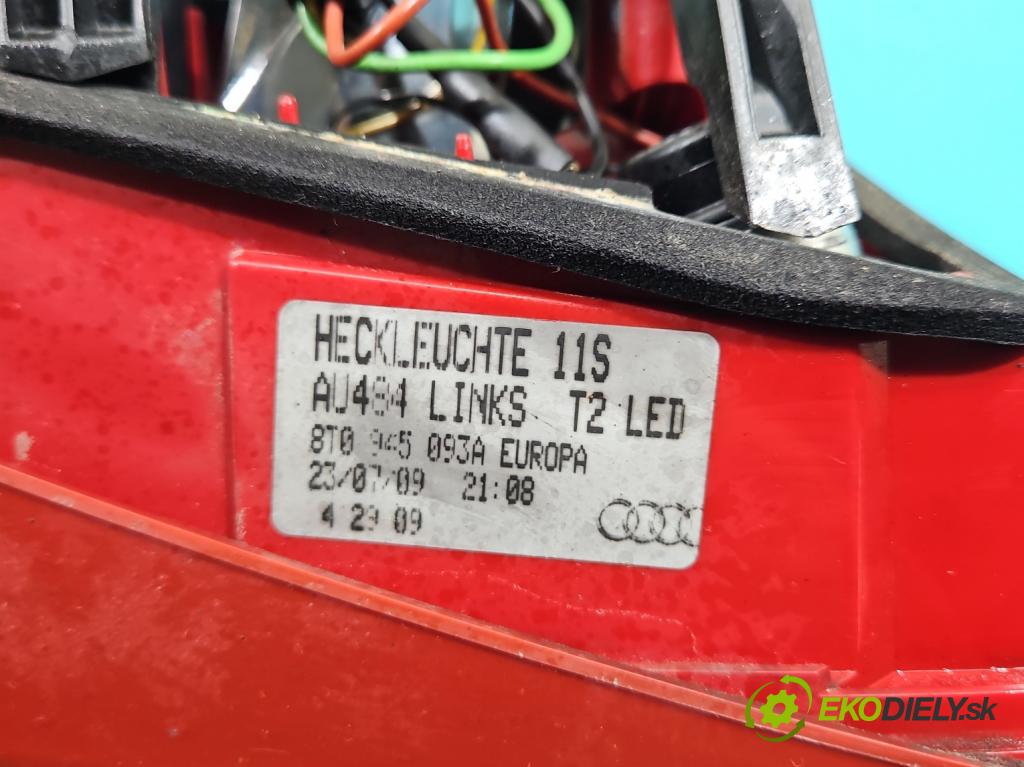 HECKLEUCHTE 11S
AU484 LINKS T2 LED
8T0 945 093A EUROPA
23/07/09 21:08
4 29 09
EKODIELY.sk